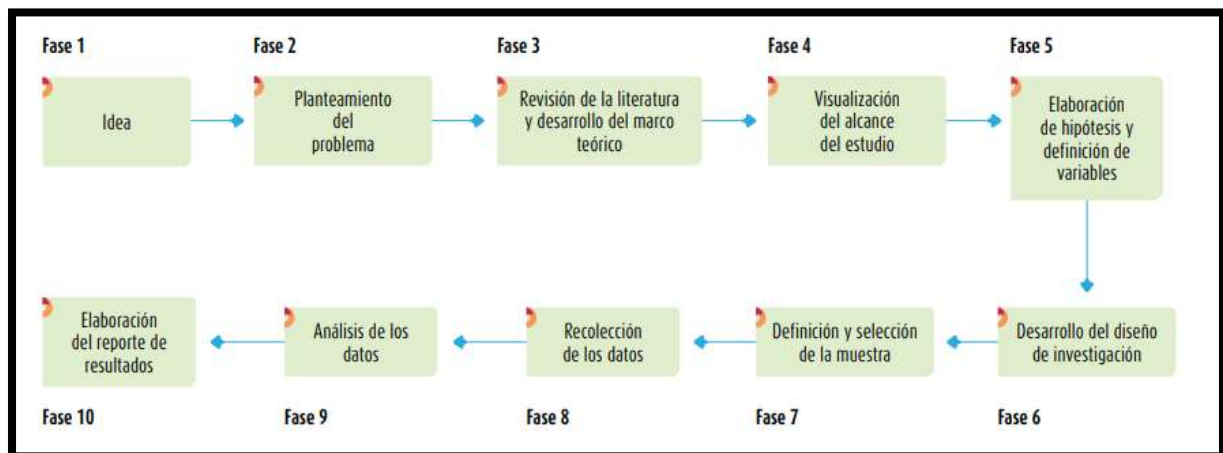 Fase 1
Fase 2
Fase 3
Fase 4
Fase 5
Idea
Planteamiento
del
problema
Revisión de la literatura
y desarrollo del marco
teórico
Visualización
del alcance
del estudio
Elaboración
de hipótesis y
definición de
variables
Elaboración
del reporte de
resultados
Análisis de los
datos
Recolección
de los datos
Definición y selección
de la muestra
Desarrollo del diseño
de investigación
Fase 10
Fase 9
Fase 8
Fase 7
Fase 6